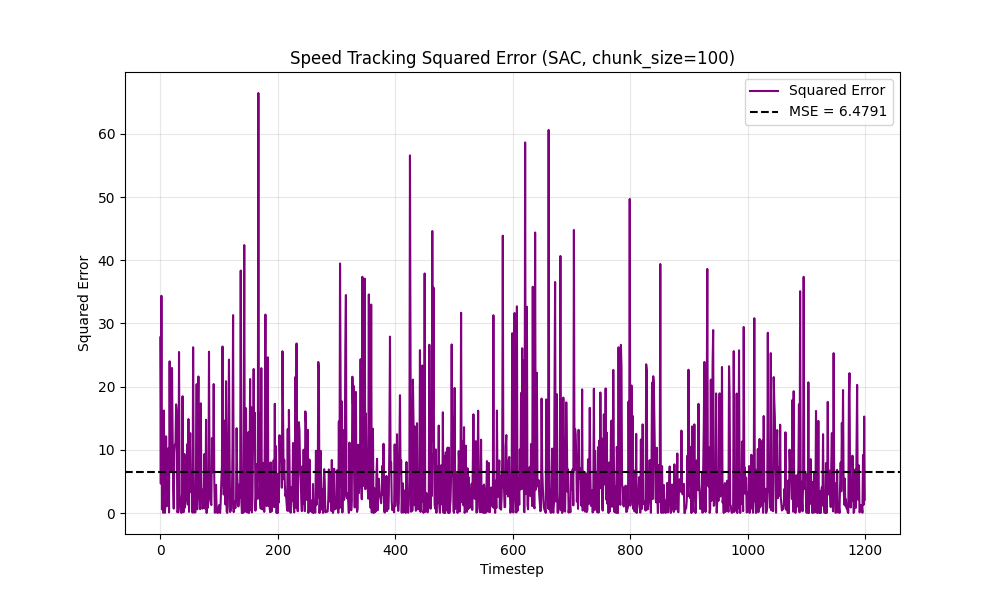 Speed Tracking Squared Error (SAC, chunk_size=100)
Squared Error
MSE = 6.4791
60
50
40
30
20
10
0
Squared Error
0 200 400 600 800 1000 1200
Timestep